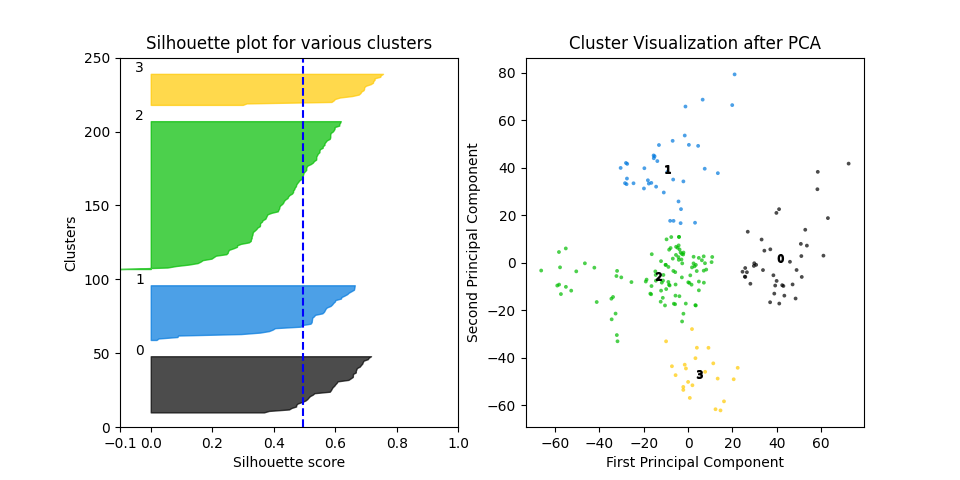 Silhouette plot for various clusters
250
200
150
100
50
0
Clusters
3
2
1
0
−0.1 0.0 0.2 0.4 0.6 0.8 1.0
Silhouette score
Cluster Visualization after PCA
80
60
40
20
0
−20
−40
−60
Second Principal Component
1
0
2
3
−60 −40 −20 0 20 40 60
First Principal Component